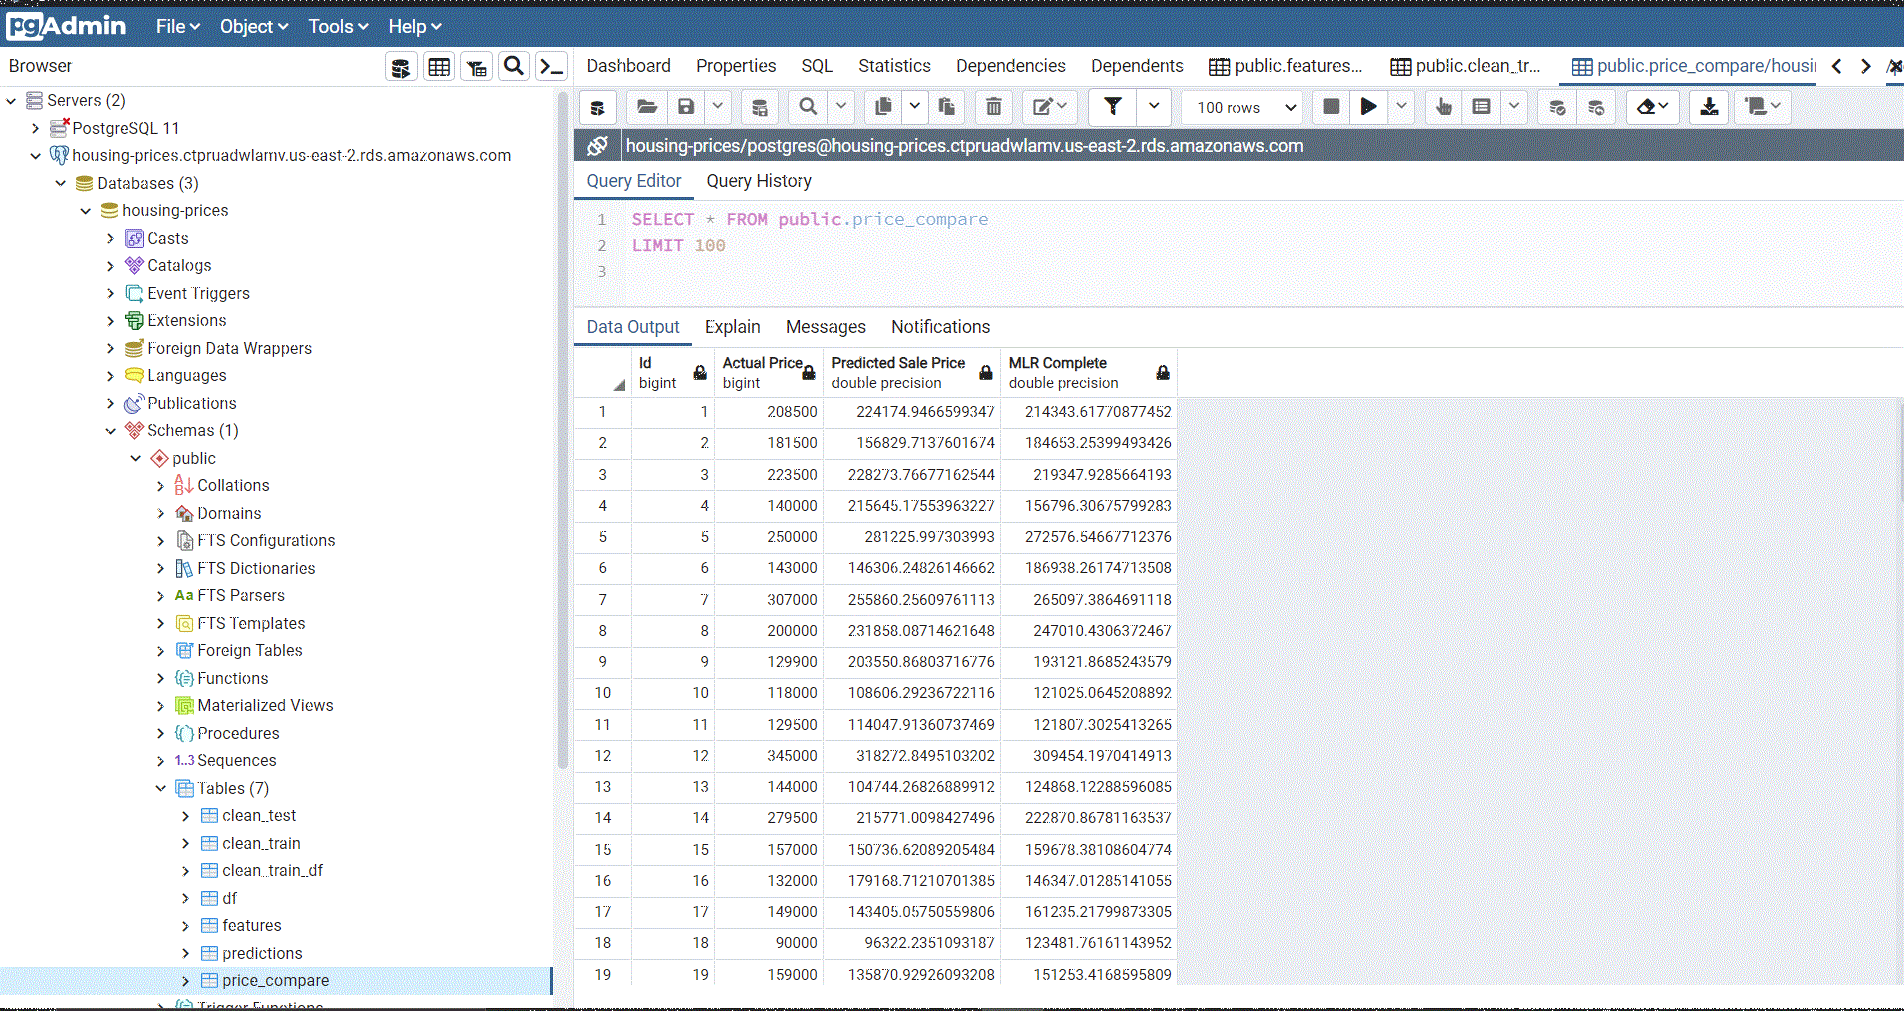 pgAdmin File Object Tools Help
Browser
Dashboard Properties SQL Statistics Dependencies Dependents public.features... public.clean_tr... public.price_compare/housi
Servers (2)
PostgreSQL 11
housing-prices.ctpruadwlamv.us-east-2.rds.amazonaws.com
Databases (3)
housing-prices
Casts
Catalogs
Event Triggers
Extensions
Foreign Data Wrappers
Languages
Publications
Schemas (1)
public
Collations
Domains
FTS Configurations
FTS Dictionaries
Aa FTS Parsers
FTS Templates
Foreign Tables
Functions
Materialized Views
Procedures
1..3 Sequences
Tables (7)
clean_test
clean_train
clean_train_df
df
features
predictions
price_compare
Trigger Functions
100 rows
housing-prices/postgres@housing-prices.ctpruadwlamv.us-east-2.rds.amazonaws.com
Query Editor Query History
1 SELECT * FROM public.price_compare
2 LIMIT 100
3
Data Output Explain Messages Notifications
Id Actual Price Predicted Sale Price MLR Complete
bigint bigint double precision double precision
1 1 208500 224174.9466599347 214343.61770877452
2 2 181500 156829.7137601674 184653.25399493426
3 3 223500 228273.76677162544 219347.9285664193
4 4 140000 215645.17553963227 156796.30675799283
5 5 250000 281225.997303993 272576.54667712376
6 6 143000 146306.24826146662 186938.26174713508
7 7 307000 255860.25609761113 265097.3864691118
8 8 200000 231858.08714621648 247010.4306372467
9 9 129900 203550.86803716776 193121.8685243579
10 10 118000 108606.29236722116 121025.0645208892
11 11 129500 114047.91360737469 121807.3025413265
12 12 345000 318272.8495103202 309454.1970414913
13 13 144000 104744.26826889912 124868.12288596085
14 14 279500 215771.0098427496 222870.86781163537
15 15 157000 150736.62089205484 159678.38108604774
16 16 132000 179168.71210701385 146347.01285141055
17 17 149000 143405.05750559806 161235.21799873305
18 18 90000 96322.2351093187 123481.76161143952
19 19 159000 135870.92926093208 151253.4168595809